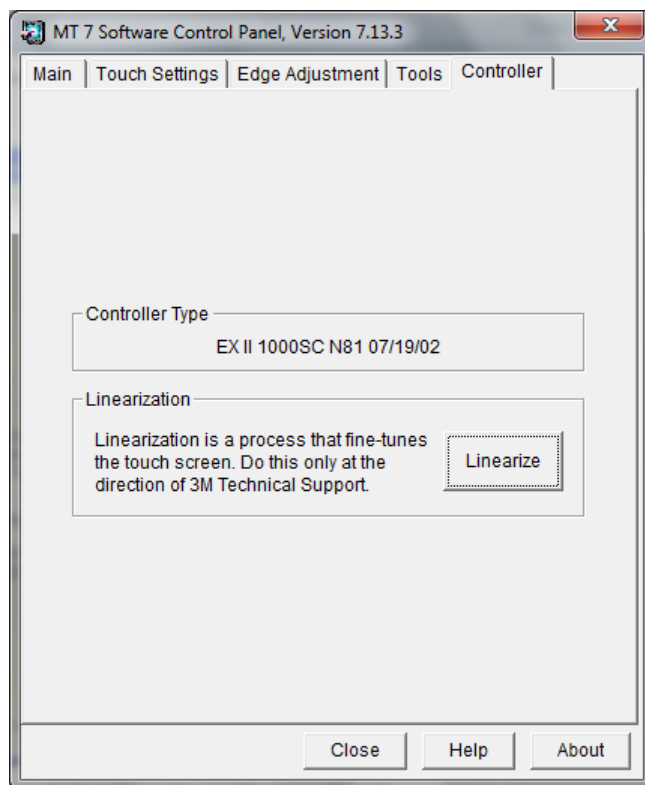 MT 7 Software Control Panel, Version 7.13.3
Main Touch Settings Edge Adjustment Tools Controller
Controller Type
EX II 1000SC N81 07/19/02
Linearization
Linearization is a process that fine-tunes
the touch screen. Do this only at the
direction of 3M Technical Support.
Linearize
Close Help About